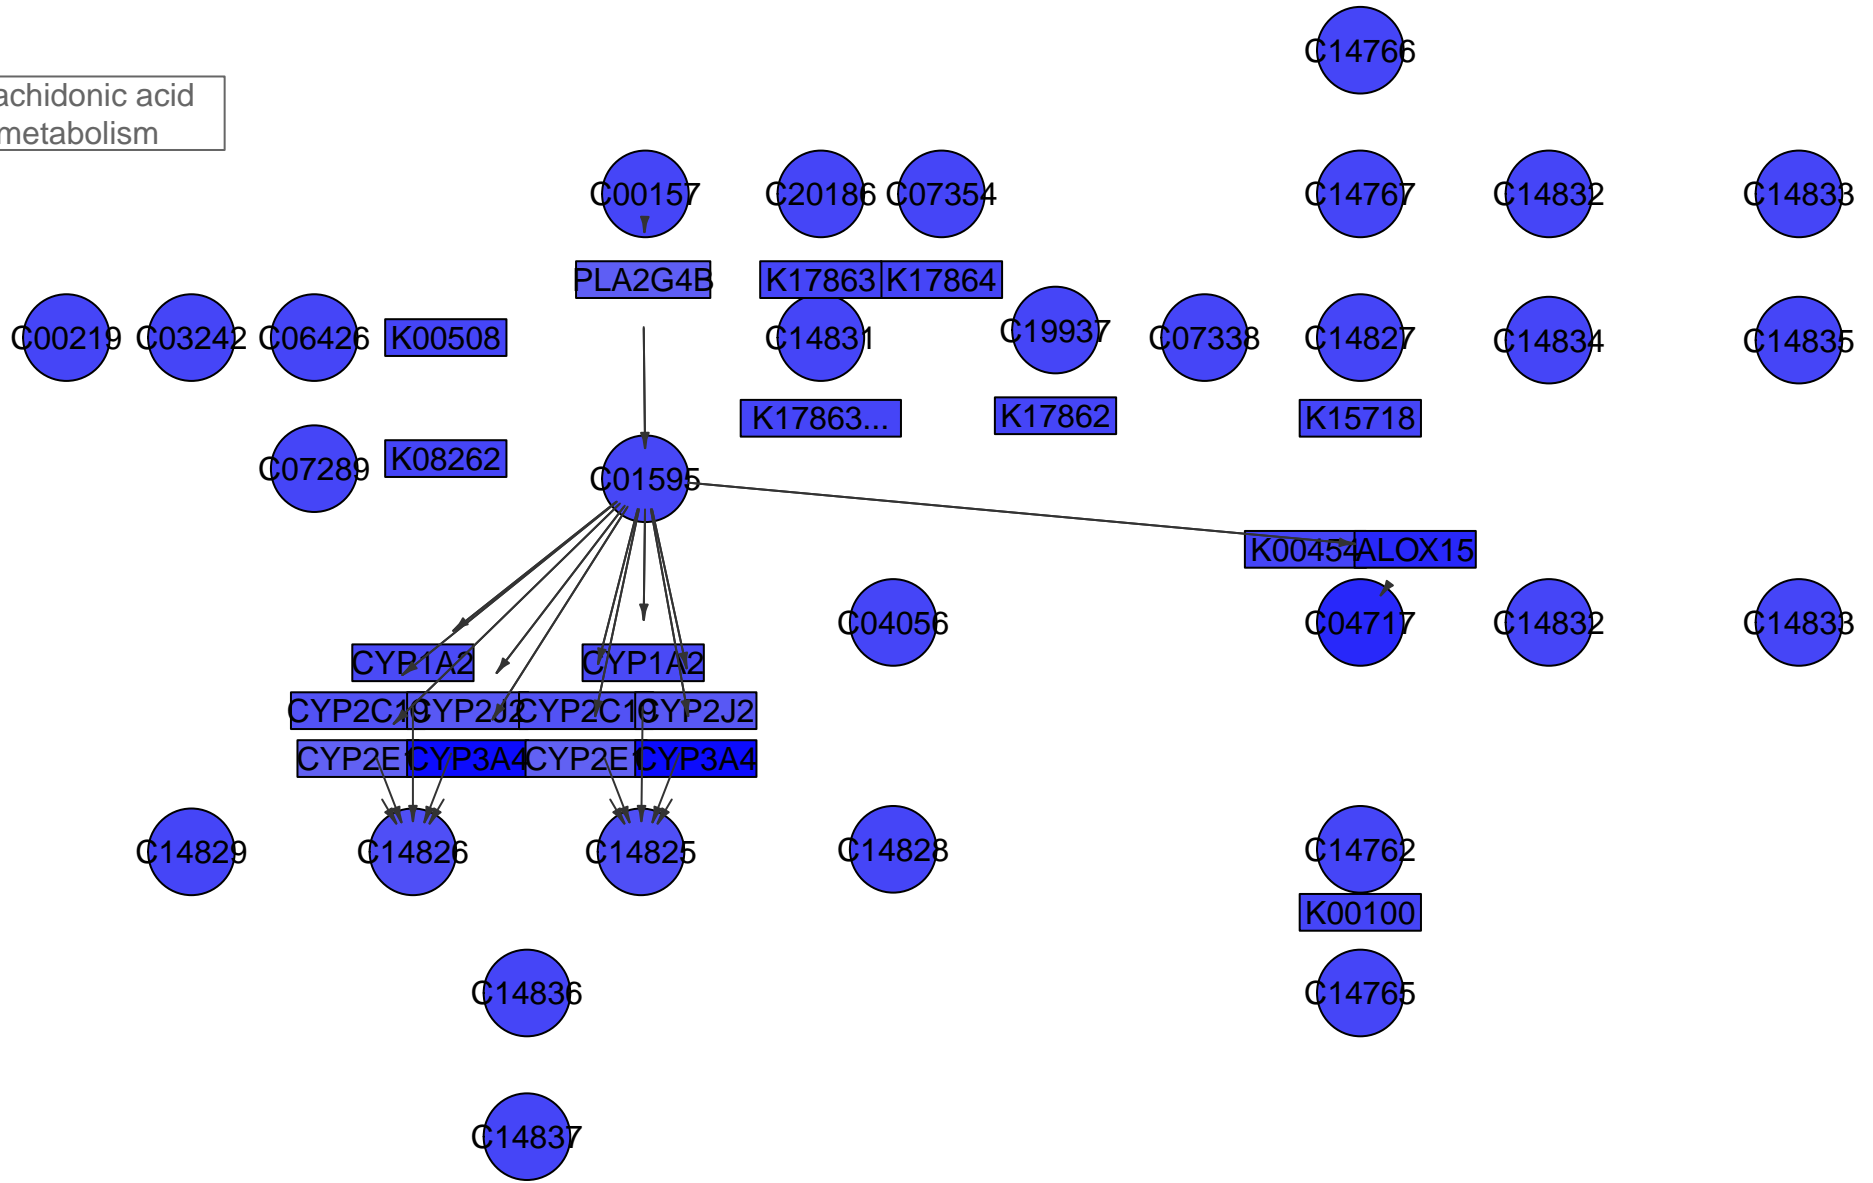 C14766
achidonic acid
metabolism
C00157
C20186
C07354
C14767
C14832
C14833
PLA2G4B
K17863
K17864
C00219
C03242
C06426
K00508
C14831
C19937
C07338
C14827
C14834
C14835
K17863...
K17862
K15718
C07289
K08262
C01595
K00454
ALOX15
C04056
C04717
C14832
C14833
CYP1A2
CYP1A2
CYP2C19
CYP2J2
CYP2C19
CYP2J2
CYP2E1
CYP3A4
CYP2E1
CYP3A4
C14829
C14826
C14825
C14828
C14762
K00100
C14836
C14765
C14837